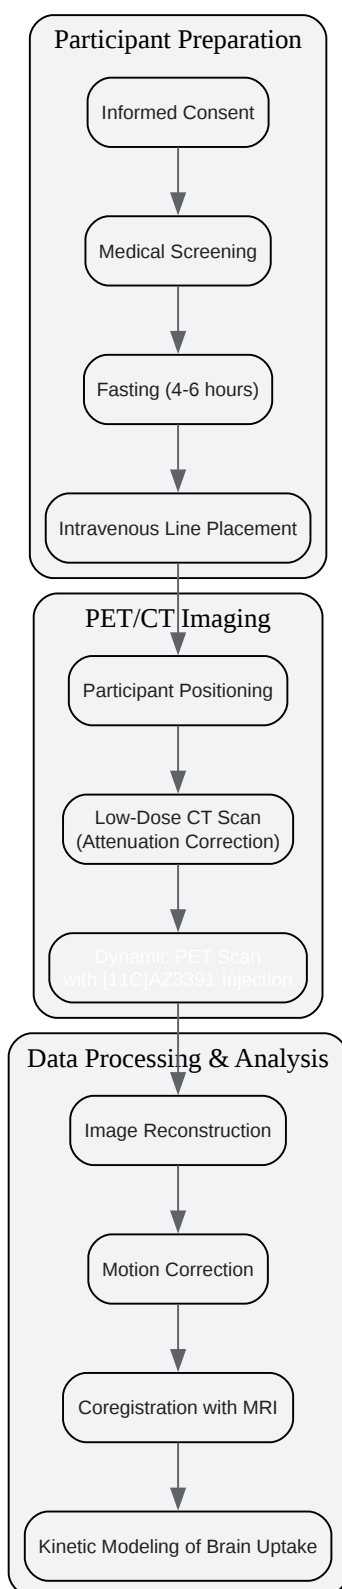 Participant Preparation
Informed Consent
Medical Screening
Fasting (4-6 hours)
Intravenous Line Placement
PET/CT Imaging
Participant Positioning
Low-Dose CT Scan
(Attenuation Correction)
Dynamic PET Scan
with [11C]AZ3391 Injection
Data Processing & Analysis
Image Reconstruction
Motion Correction
Coregistration with MRI
Kinetic Modeling of Brain Uptake